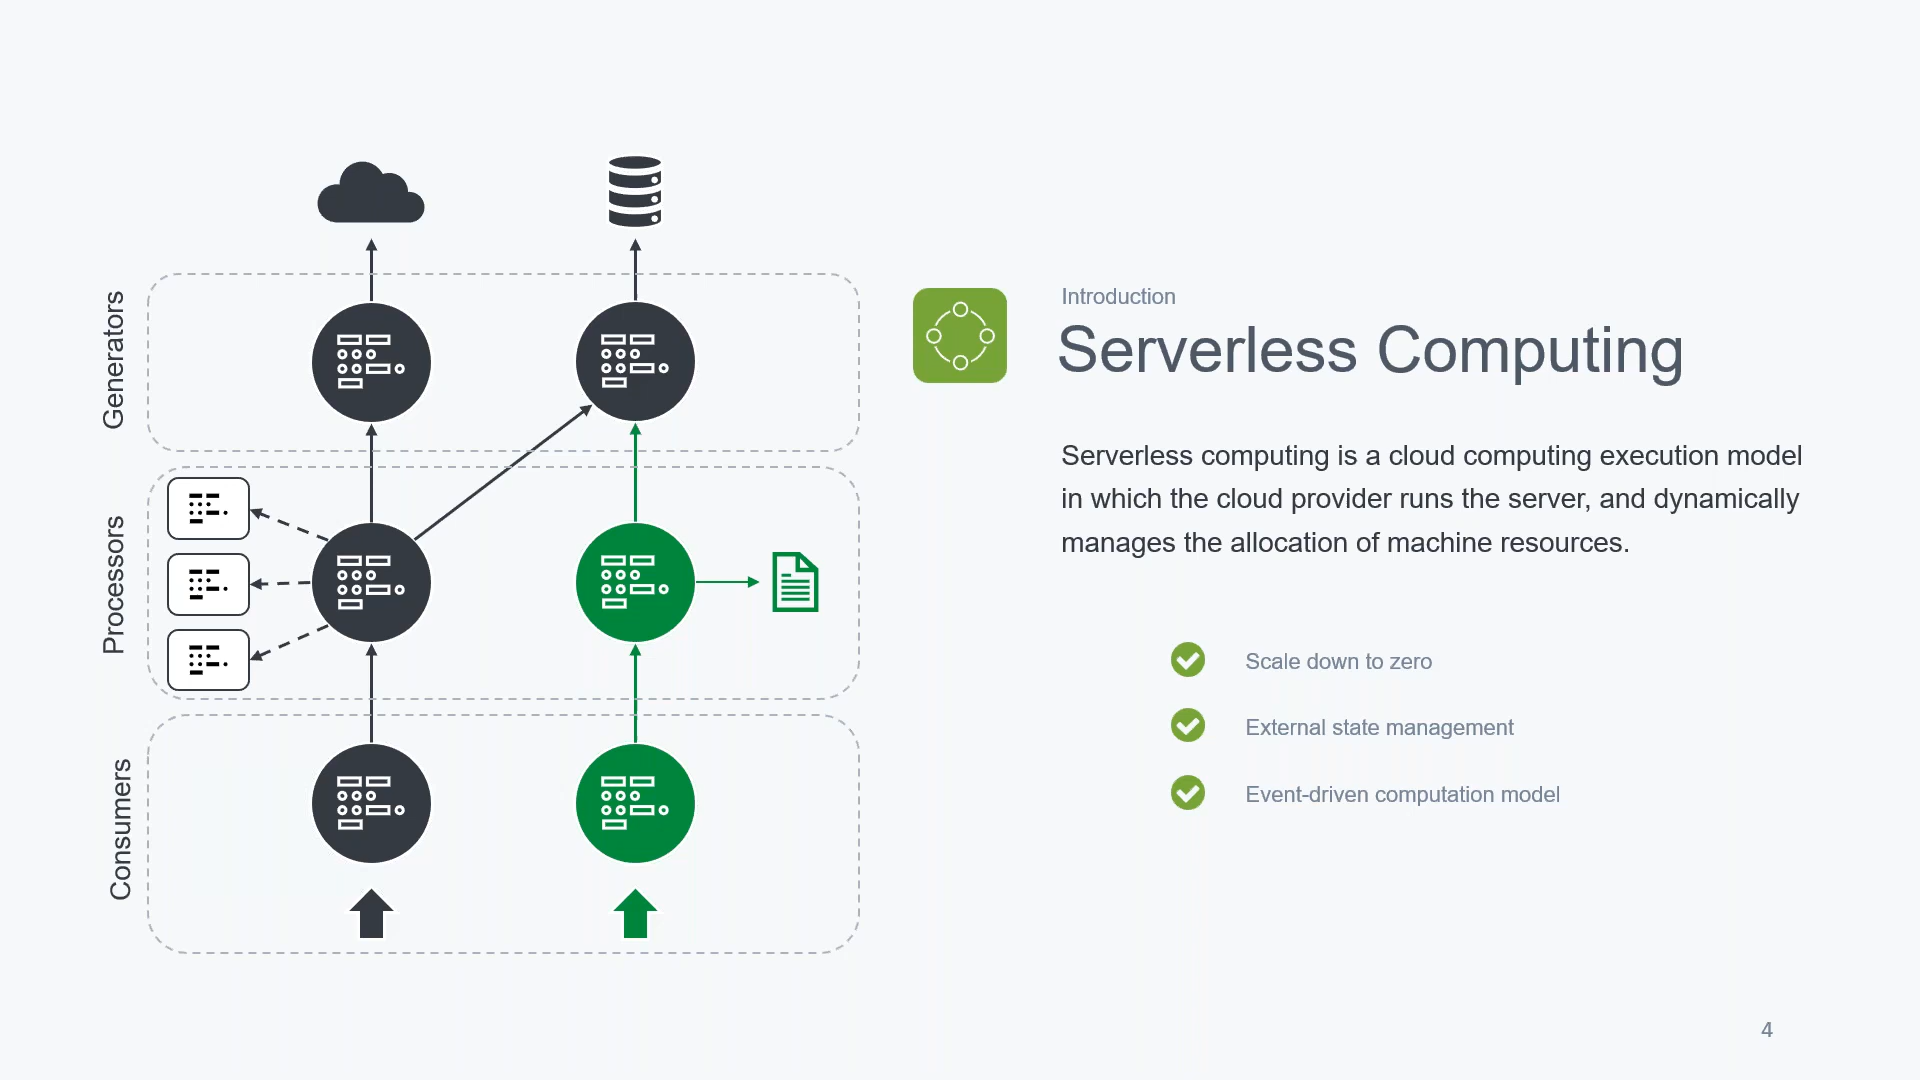 Generators
Processors
Consumers
Introduction
Serverless Computing
Serverless computing is a cloud computing execution model
in which the cloud provider runs the server, and dynamically
manages the allocation of machine resources.
Scale down to zero
External state management
Event-driven computation model
4